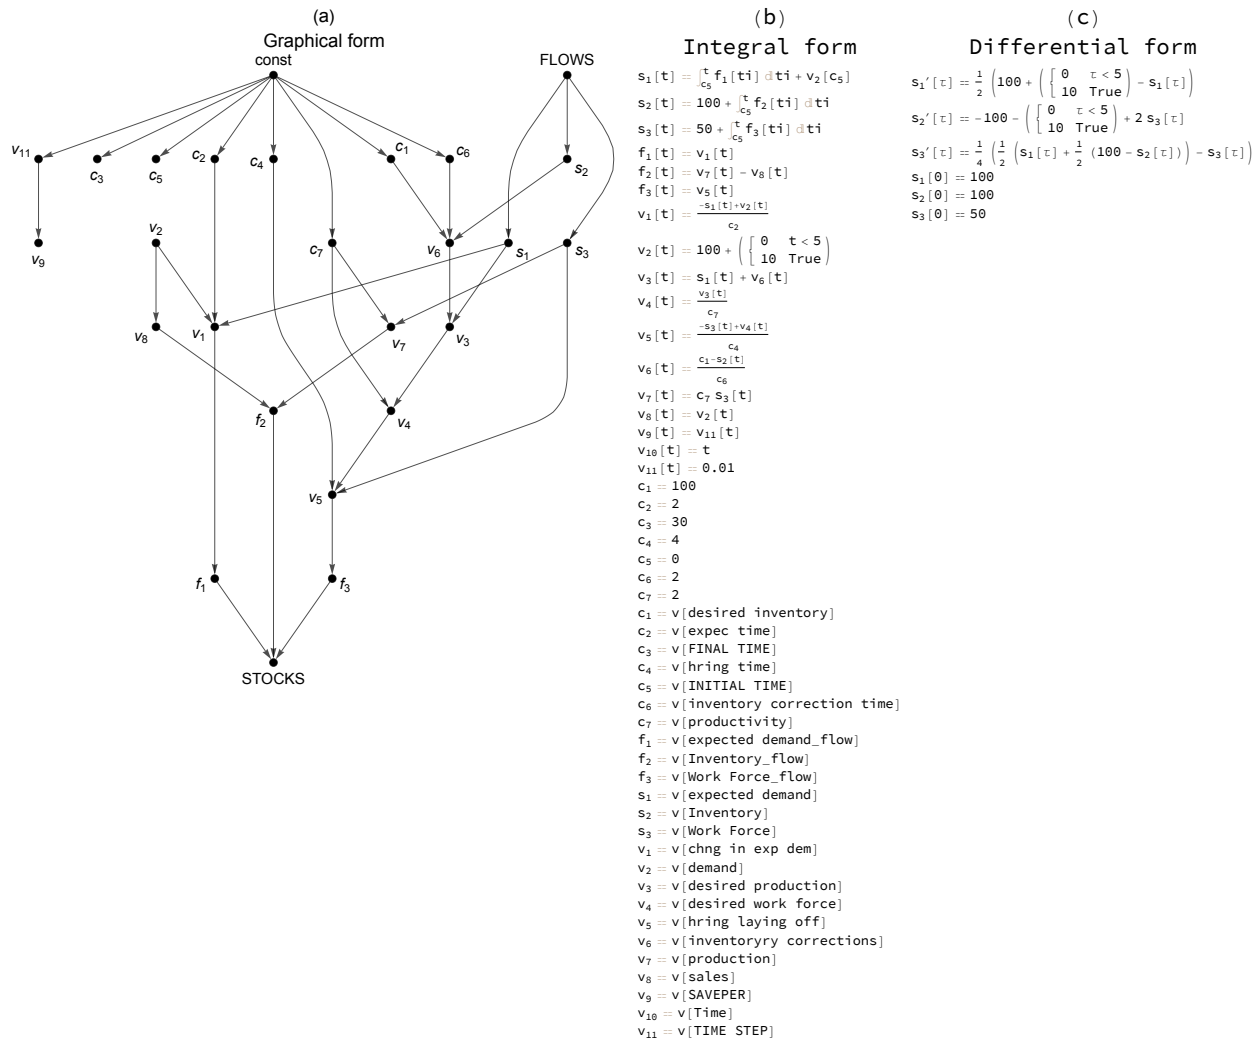 (a)
Graphical form
const
FLOWS
v11
c3
c5
c2
c4
c1
c6
s2
v9
v2
c7
v6
s1
s3
v8
v1
v7
v3
f2
v4
v5
f1
f3
STOCKS
(b)
Integral form
s₁[t] == ∫_{c₅}^{t} f₁[ti] ⅆti + v₂[c₅]
s₂[t] == 100 + ∫_{c₅}^{t} f₂[ti] ⅆti
s₃[t] == 50 + ∫_{c₅}^{t} f₃[ti] ⅆti
f₁[t] == v₁[t]
f₂[t] == v₇[t] - v₈[t]
f₃[t] == v₅[t]
v₁[t] == (-s₁[t]+v₂[t])/c₂
v₂[t] == 100 + ({ 0 t < 5
10 True )
v₃[t] == s₁[t] + v₆[t]
v₄[t] == v₃[t]/c₇
v₅[t] == (-s₃[t]+v₄[t])/c₄
v₆[t] == (c₁-s₂[t])/c₆
v₇[t] == c₇ s₃[t]
v₈[t] == v₂[t]
v₉[t] == v₁₁[t]
v₁₀[t] == t
v₁₁[t] == 0.01
c₁ == 100
c₂ == 2
c₃ == 30
c₄ == 4
c₅ == 0
c₆ == 2
c₇ == 2
c₁ == v[desired inventory]
c₂ == v[expec time]
c₃ == v[FINAL TIME]
c₄ == v[hring time]
c₅ == v[INITIAL TIME]
c₆ == v[inventory correction time]
c₇ == v[productivity]
f₁ == v[expected demand_flow]
f₂ == v[Inventory_flow]
f₃ == v[Work Force_flow]
s₁ == v[expected demand]
s₂ == v[Inventory]
s₃ == v[Work Force]
v₁ == v[chng in exp dem]
v₂ == v[demand]
v₃ == v[desired production]
v₄ == v[desired work force]
v₅ == v[hring laying off]
v₆ == v[inventoryry corrections]
v₇ == v[production]
v₈ == v[sales]
v₉ == v[SAVEPER]
v₁₀ == v[Time]
v₁₁ == v[TIME STEP]
(c)
Differential form
s₁′[τ] == 1/2 (100 + ({ 0 τ < 5
10 True ) - s₁[τ])
s₂′[τ] == -100 - ({ 0 τ < 5
10 True ) + 2 s₃[τ]
s₃′[τ] == 1/4 (1/2 (s₁[τ] + 1/2 (100 - s₂[τ])) - s₃[τ])
s₁[0] == 100
s₂[0] == 100
s₃[0] == 50